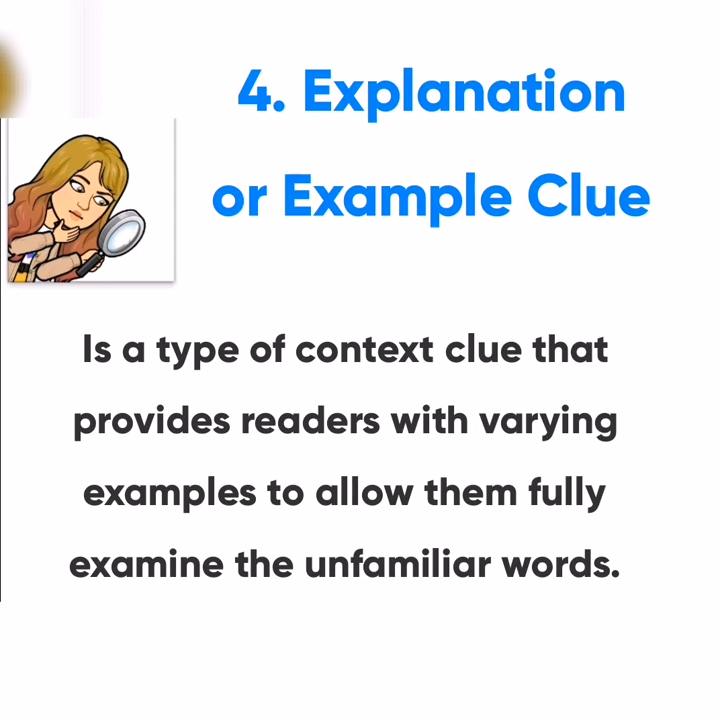 4. Explanation
or Example Clue
Is a type of context clue that
provides readers with varying
examples to allow them fully
examine the unfamiliar words.